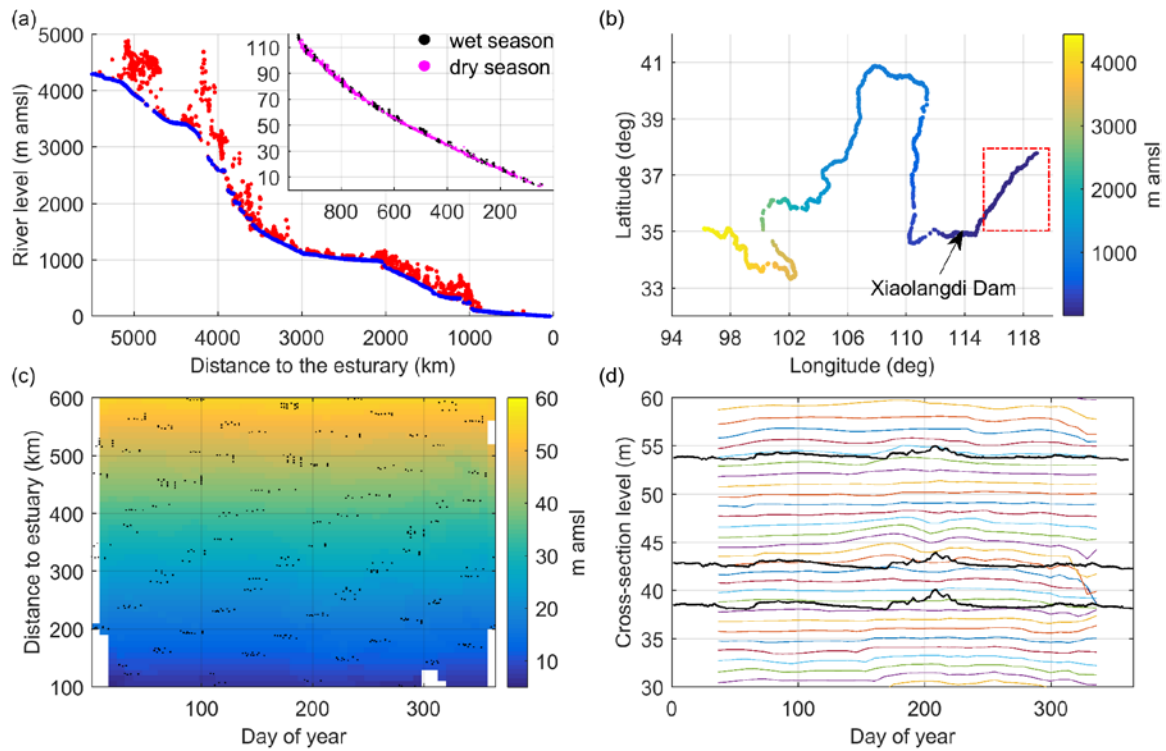 (a)
5000
4000
3000
2000
1000
0
River level (m amsl)
5000 4000 3000 2000 1000 0
Distance to the esturary (km)
110
90
70
50
30
10
800 600 400 200
wet season
dry season
(b)
41
39
37
35
33
Latitude (deg)
94 98 102 106 110 114 118
Longitude (deg)
Xiaolangdi Dam
4000
3000
2000
1000
m amsl
(c)
600
500
400
300
200
100
Distance to estuary (km)
100 200 300
Day of year
60
50
40
30
20
10
m amsl
(d)
60
55
50
45
40
35
30
Cross-section level (m)
0 100 200 300
Day of year